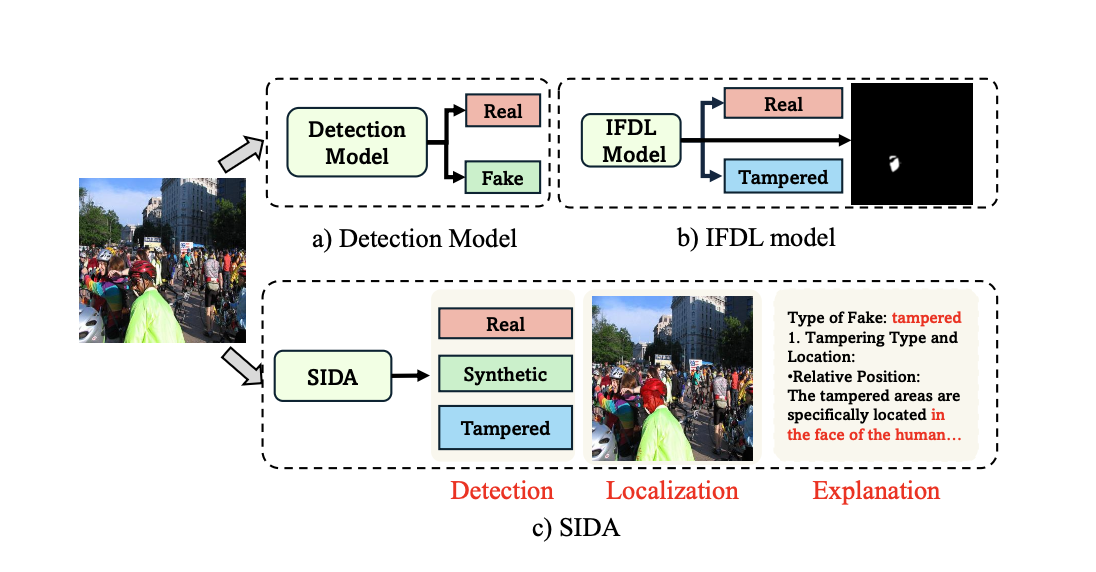 Detection
Model
Real
Fake
IFDL
Model
Real
Tampered
a) Detection Model
b) IFDL model
SIDA
Real
Synthetic
Tampered
Type of Fake: tampered
1. Tampering Type and
Location:
•Relative Position:
The tampered areas are
specifically located in
the face of the human...
Detection
Localization
Explanation
c) SIDA